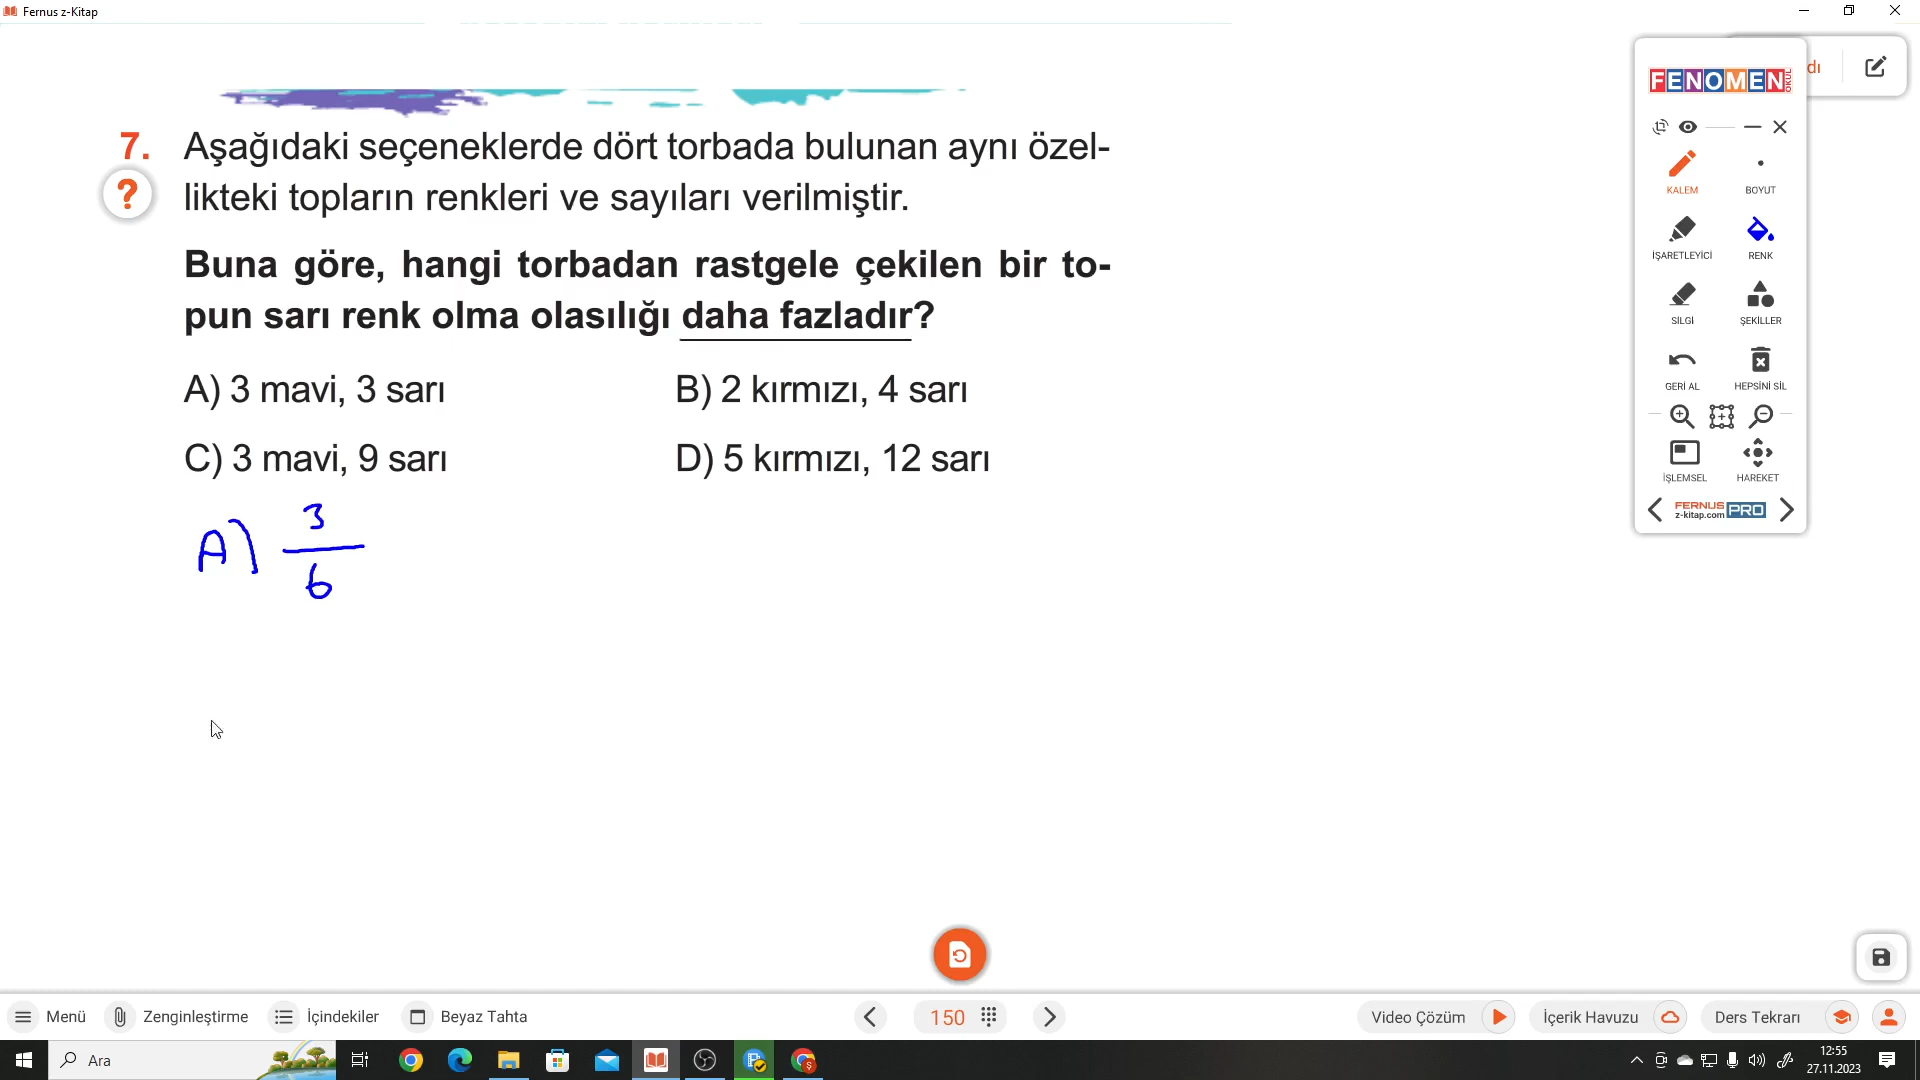 Fernus z-Kitap
7. Aşağıdaki seçeneklerde dört torbada bulunan aynı özel-
likteki topların renkleri ve sayıları verilmiştir.
?
Buna göre, hangi torbadan rastgele çekilen bir to-
pun sarı renk olma olasılığı daha fazladır?
A) 3 mavi, 3 sarı
B) 2 kırmızı, 4 sarı
C) 3 mavi, 9 sarı
D) 5 kırmızı, 12 sarı
A) 3
6
dı
FENOMEN OKUL
KALEM
BOYUT
İŞARETLEYİCİ
RENK
SİLGİ
ŞEKİLLER
GERİ AL
HEPSİNİ SİL
İŞLEMSEL
HAREKET
FERNUS
z-kitap.com PRO
Menü
Zenginleştirme
İçindekiler
Beyaz Tahta
150
Video Çözüm
İçerik Havuzu
Ders Tekrarı
Ara
12:55
27.11.2023